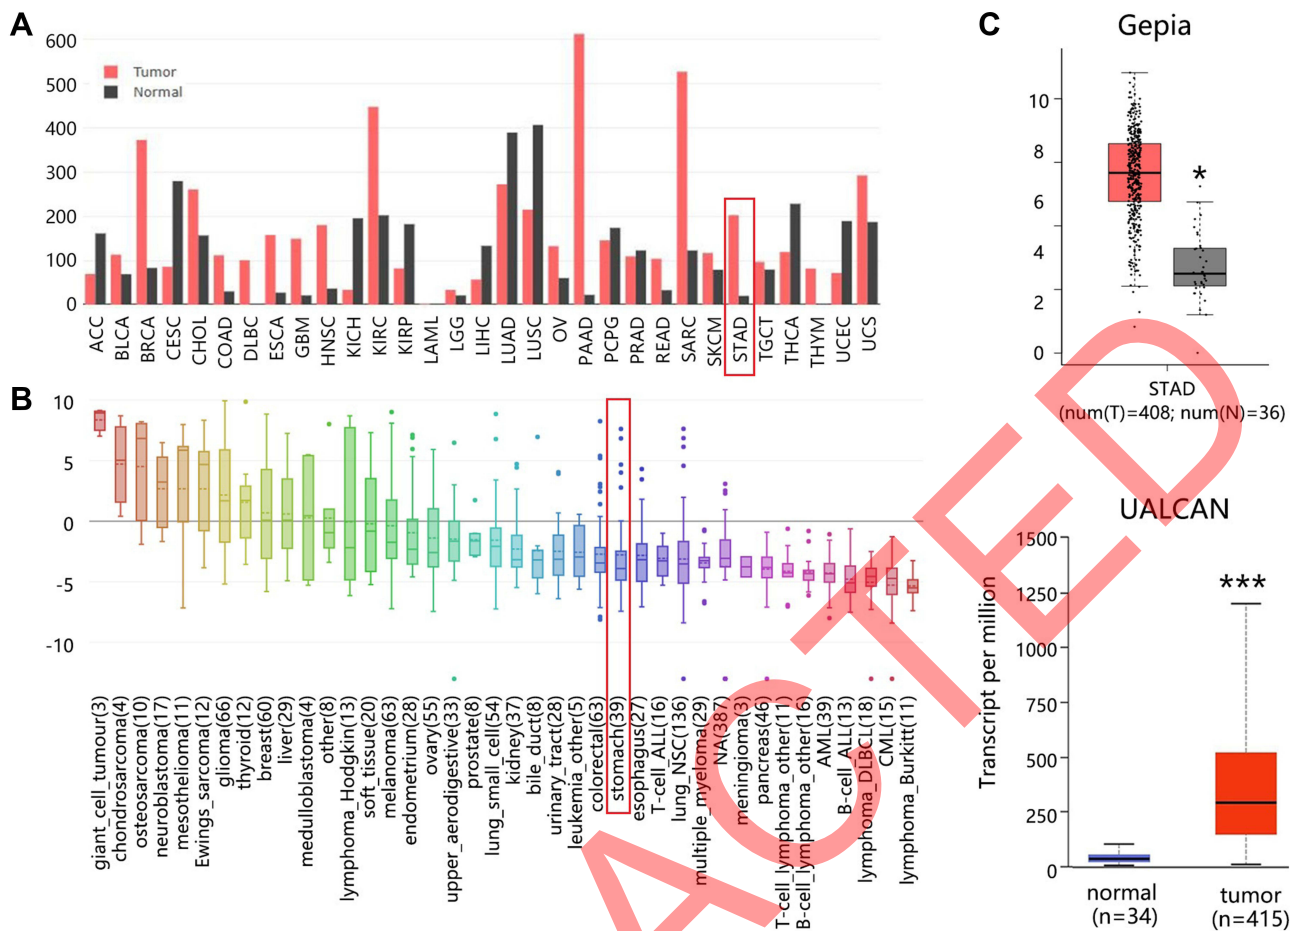 A
600
500
400
300
200
100
0
Tumor
Normal
ACC
BLCA
BRCA
CESC
CHOL
COAD
DLBC
ESCA
GBM
HNSC
KICH
KIRC
KIRP
LAML
LGG
LIHC
LUAD
LUSC
OV
PAAD
PCPG
PRAD
READ
SARC
SKCM
STAD
TGCT
THCA
THYM
UCEC
UCS
B
10
5
0
-5
-10
giant_cell_tumour(3)
chondrosarcoma(4)
osteosarcoma(10)
neuroblastoma(17)
mesothelioma(11)
Ewings_sarcoma(12)
glioma(66)
thyroid(12)
breast(60)
liver(29)
medulloblastoma(4)
other(8)
lymphoma_Hodgkin(13)
soft_tissue(20)
melanoma(63)
endometrium(28)
ovary(55)
upper_aerodigestive(33)
prostate(8)
lung_small_cell(54)
kidney(37)
bile_duct(8)
urinary_tract(28)
leukemia_other(5)
colorectal(63)
stomach(39)
esophagus(27)
T-cell_ALL(16)
lung_NSC(136)
multiple_myeloma(29)
NA(387)
meningioma(3)
pancreas(46)
T-cell_lymphoma_other(11)
B-cell_lymphoma_other(16)
AML(39)
B-cell_ALL(13)
lymphoma_DLBCL(18)
CML(15)
lymphoma_Burkitt(11)
C
Gepia
10
8
6
4
2
0
*
STAD
(num(T)=408; num(N)=36)
UALCAN
Transcript per million
1500
1250
1000
750
500
250
0
***
normal
(n=34)
tumor
(n=415)
ACTED